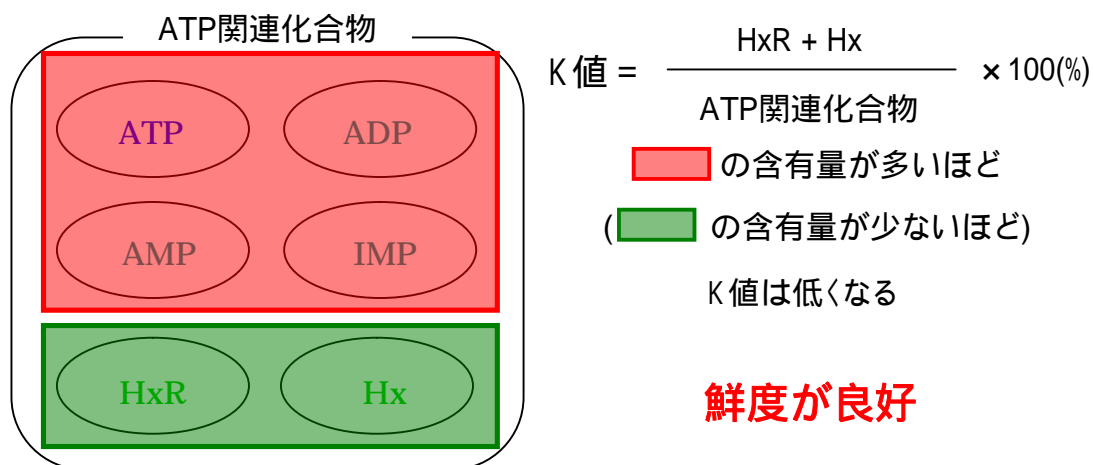 ATP関連化合物
ATP ADP
AMP IMP
HxR Hx
K値 = HxR + Hx × 100(%)
ATP関連化合物
の含有量が多いほど
( の含有量が少ないほど)
K値は低くなる
鮮度が良好